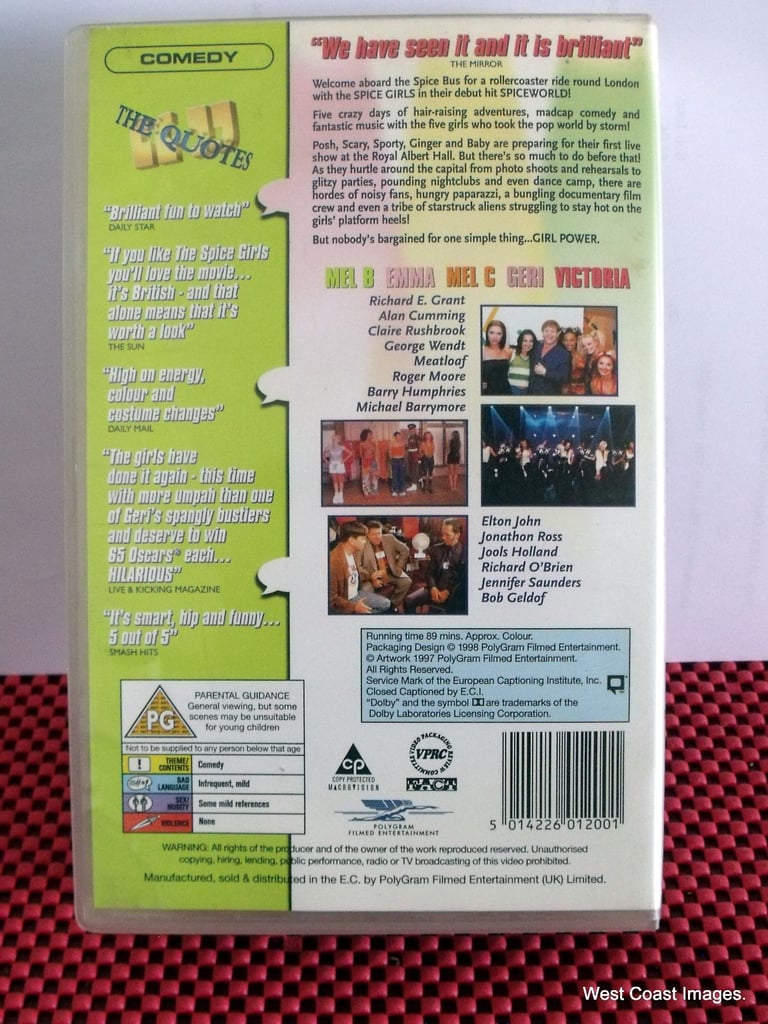 COMEDY
THE QUOTES
"Brilliant fun to watch"
DAILY STAR
"If you like The Spice Girls
you'll love the movie...
it's British - and that
alone means that it's
worth a look"
THE SUN
"High on energy,
colour and
costume changes"
DAILY MAIL
"The girls have
done it again - this time
with more umpah than one
of Geri's spangly bustiers
and deserve to win
65 Oscars® each...
HILARIOUS"
LIVE & KICKING MAGAZINE
"It's smart, hip and funny...
5 out of 5"
SMASH HITS
"We have seen it and it is brilliant"
THE MIRROR
Welcome aboard the Spice Bus for a rollercoaster ride round London
with the SPICE GIRLS in their debut hit SPICEWORLD!
Five crazy days of hair-raising adventures, madcap comedy and
fantastic music with the five girls who took the pop world by storm!
Posh, Scary, Sporty, Ginger and Baby are preparing for their first live
show at the Royal Albert Hall. But there's so much to do before that!
As they hurtle around the capital from photo shoots and rehearsals to
glitzy parties, pounding nightclubs and even dance camp, there are
hordes of noisy fans, hungry paparazzi, a bungling documentary film
crew and even a tribe of starstruck aliens struggling to stay hot on the
girls' platform heels!
But nobody's bargained for one simple thing...GIRL POWER.
MEL B EMMA MEL C GERI VICTORIA
Richard E. Grant
Alan Cumming
Claire Rushbrook
George Wendt
Meatloaf
Roger Moore
Barry Humphries
Michael Barrymore
Elton John
Jonathon Ross
Jools Holland
Richard O'Brien
Jennifer Saunders
Bob Geldof
Running time 89 mins. Approx. Colour.
Packaging Design © 1998 PolyGram Filmed Entertainment.
© Artwork 1997 PolyGram Filmed Entertainment.
All Rights Reserved.
Service Mark of the European Captioning Institute, Inc.
Closed Captioned by E.C.I.
"Dolby" and the symbol are trademarks of the
Dolby Laboratories Licensing Corporation.
PG
PARENTAL GUIDANCE
General viewing, but some
scenes may be unsuitable
for young children
Not to be supplied to any person below that age
THEME/CONTENTS Comedy
BAD LANGUAGE Infrequent, mild
SEX/NUDITY Some mild references
VIOLENCE None
CP
COPY PROTECTED
MACROVISION
VIDEO PACKAGING REVIEW COMMITTEE
VPRC
FACT
POLYGRAM
FILMED ENTERTAINMENT
5 014226 012001
WARNING: All rights of the producer and of the owner of the work reproduced reserved. Unauthorised
copying, hiring, lending, public performance, radio or TV broadcasting of this video prohibited.
Manufactured, sold & distributed in the E.C. by PolyGram Filmed Entertainment (UK) Limited.
West Coast Images.